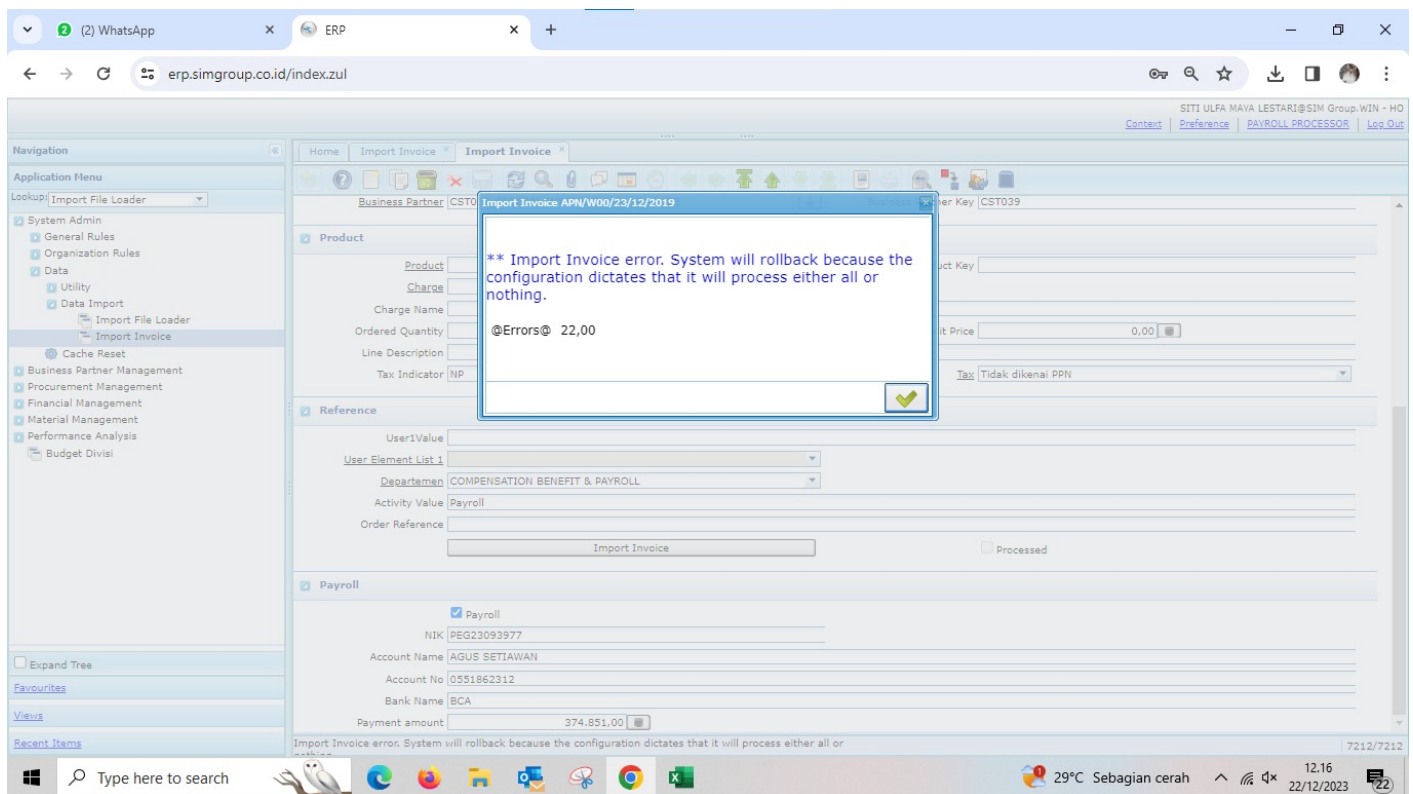 (2) WhatsApp
ERP
erp.simgroup.co.id/index.zul
SITI ULFA MAYA LESTARI@SIM Group.WIN - HO
Context | Preference | PAYROLL PROCESSOR | Log Out
Navigation
Home Import Invoice Import Invoice
Application Menu
Lookup: Import File Loader
System Admin
General Rules
Organization Rules
Data
Utility
Data Import
Import File Loader
Import Invoice
Cache Reset
Business Partner Management
Procurement Management
Financial Management
Material Management
Performance Analysis
Budget Divisi
Expand Tree
Favourites
Views
Recent Items
Business Partner CST0
ner Key CST039
Product
Product
uct Key
Charge
Charge Name
Ordered Quantity
it Price 0,00
Line Description
Tax Indicator NP
Tax Tidak dikenai PPN
Import Invoice APN/W00/23/12/2019
** Import Invoice error. System will rollback because the
configuration dictates that it will process either all or
nothing.
@Errors@ 22,00
Reference
User1Value
User Element List 1
Departemen COMPENSATION BENEFIT & PAYROLL
Activity Value Payroll
Order Reference
Import Invoice
Processed
Payroll
Payroll
NIK PEG23093977
Account Name AGUS SETIAWAN
Account No 0551862312
Bank Name BCA
Payment amount 374.851,00
Import Invoice error. System will rollback because the configuration dictates that it will process either all or
7212/7212
Type here to search
29°C Sebagian cerah
12.16
22/12/2023
22